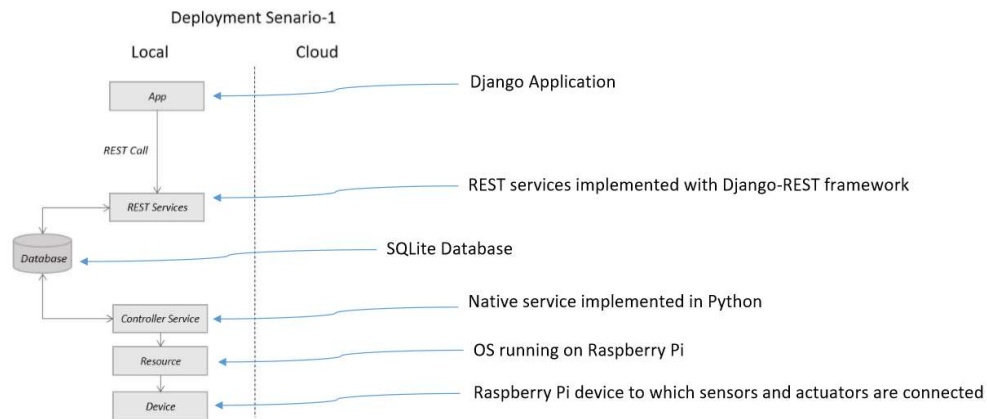 Deployment Senario-1
Local
Cloud
App
Django Application
REST Call
REST Services
REST services implemented with Django-REST framework
Database
SQLite Database
Controller Service
Native service implemented in Python
Resource
OS running on Raspberry Pi
Device
Raspberry Pi device to which sensors and actuators are connected